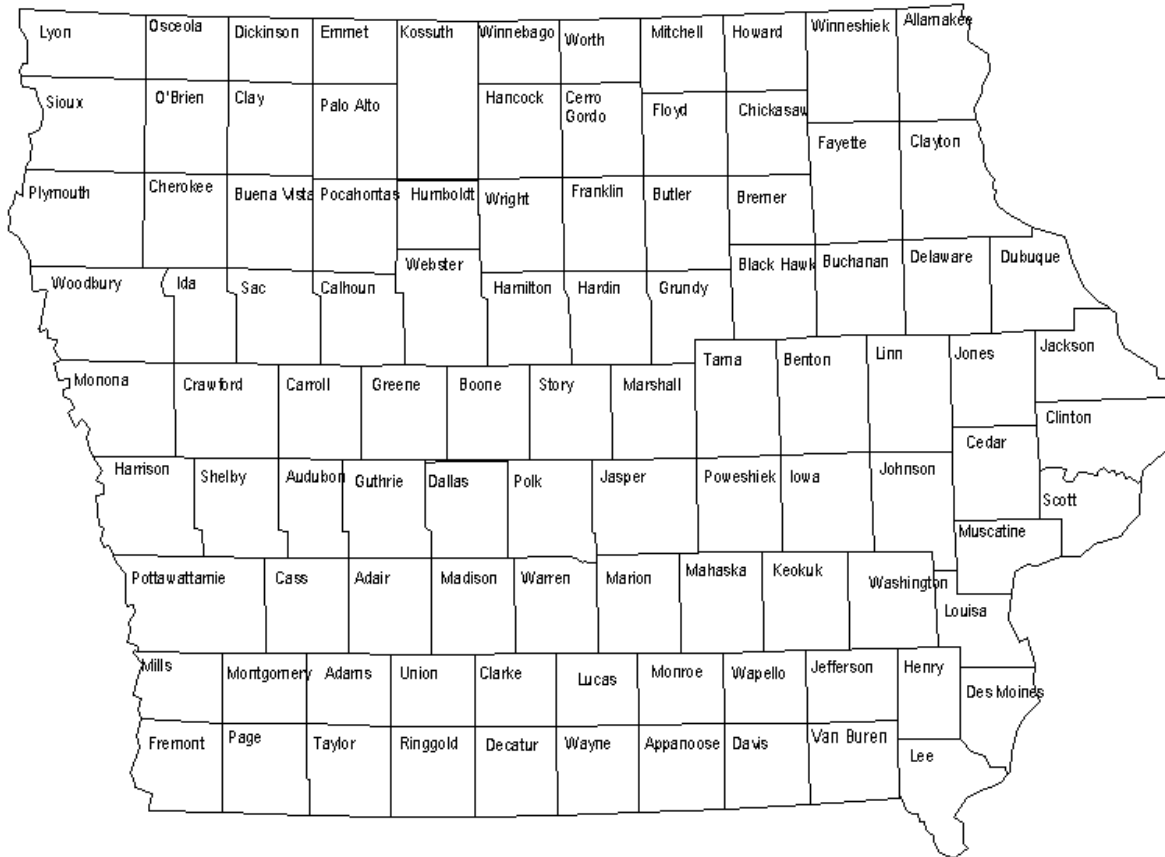 Lyon
Osceola
Dickinson
Emmet
Kossuth
Winnebago
Worth
Mitchell
Howard
Winneshiek
Allamakee
Sioux
O'Brien
Clay
Palo Alto
Hancock
Cerro
Gordo
Floyd
Chickasaw
Fayette
Clayton
Plymouth
Cherokee
Buena Vista
Pocahontas
Humboldt
Wright
Franklin
Butler
Bremer
Woodbury
Ida
Sac
Calhoun
Webster
Hamilton
Hardin
Grundy
Black Hawk
Buchanan
Delaware
Dubuque
Monona
Crawford
Carroll
Greene
Boone
Story
Marshall
Tama
Benton
Linn
Jones
Jackson
Clinton
Cedar
Harrison
Shelby
Audubon
Guthrie
Dallas
Polk
Jasper
Poweshiek
Iowa
Johnson
Scott
Muscatine
Pottawattamie
Cass
Adair
Madison
Warren
Marion
Mahaska
Keokuk
Washington
Louisa
Mills
Montgomery
Adams
Union
Clarke
Lucas
Monroe
Wapello
Jefferson
Henry
Des Moines
Fremont
Page
Taylor
Ringgold
Decatur
Wayne
Appanoose
Davis
Van Buren
Lee